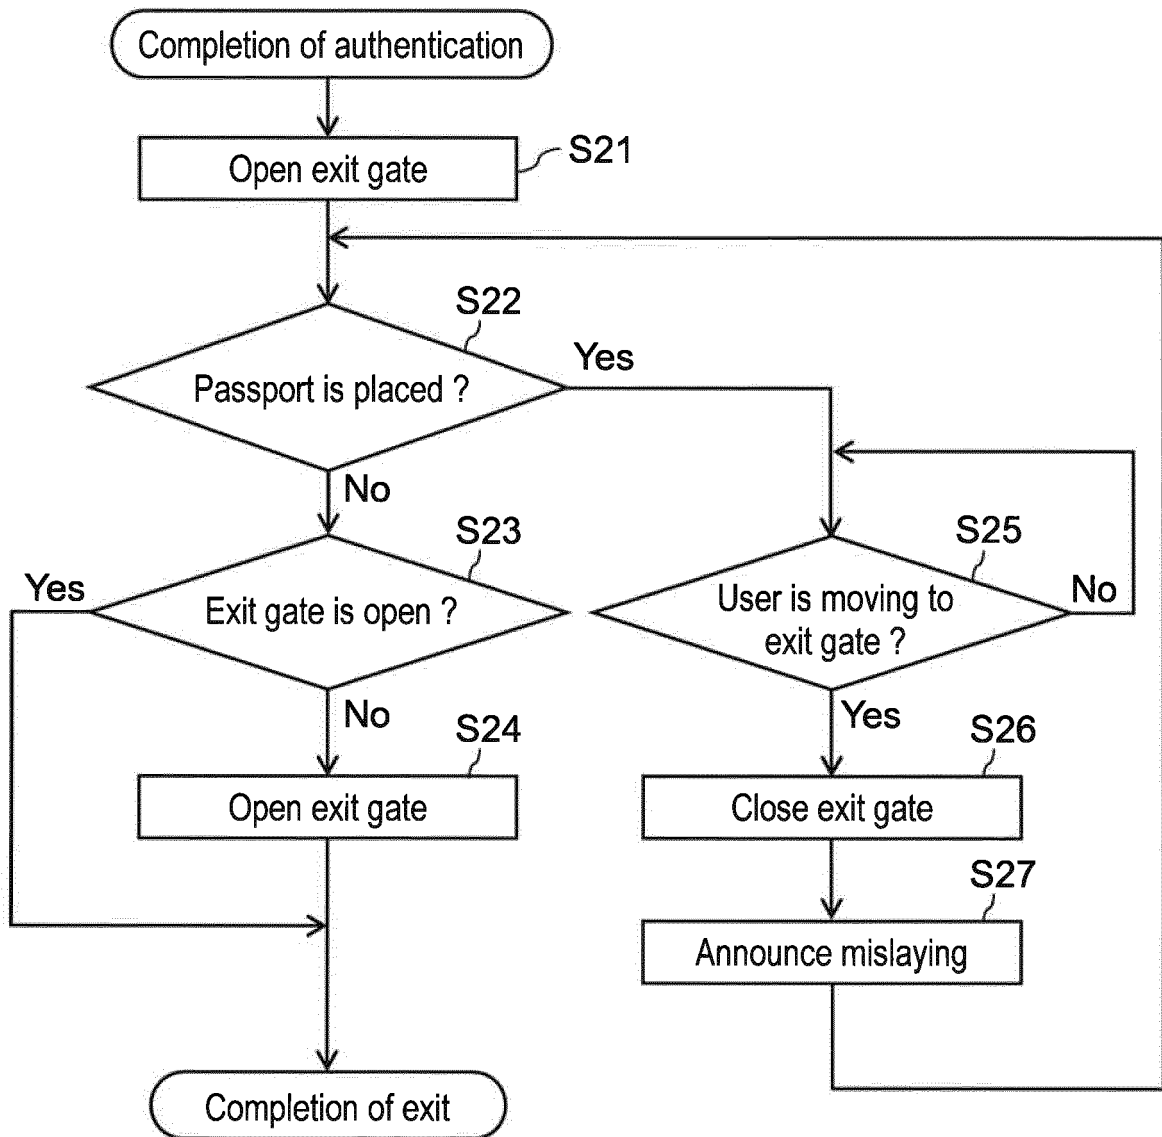 Completion of authentication
S21
Open exit gate
S22
Yes
Passport is placed ?
No
S23
S25
Yes
No
Exit gate is open ?
User is moving to
exit gate ?
No
Yes
S24
S26
Open exit gate
Close exit gate
S27
Announce mislaying
Completion of exit